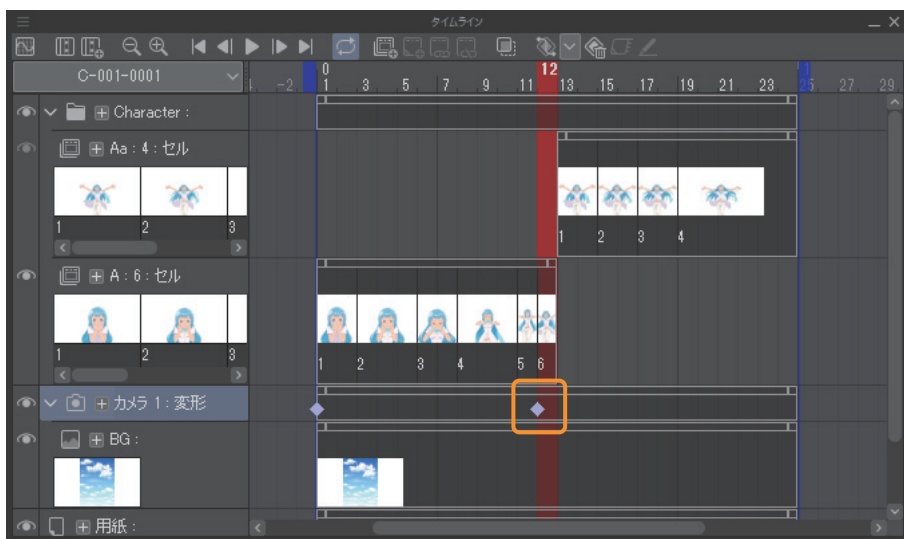 タイムライン
C-001-0001
-2 0 12 1
1 3 5 7 9 11 13 15 17 19 21 23 25 27 29
Character :
Aa : 4 : セル
1 2 3
1 2 3 4
A : 6 : セル
1 2 3
1 2 3 4 5 6
カメラ 1 : 変形
BG :
用紙 :